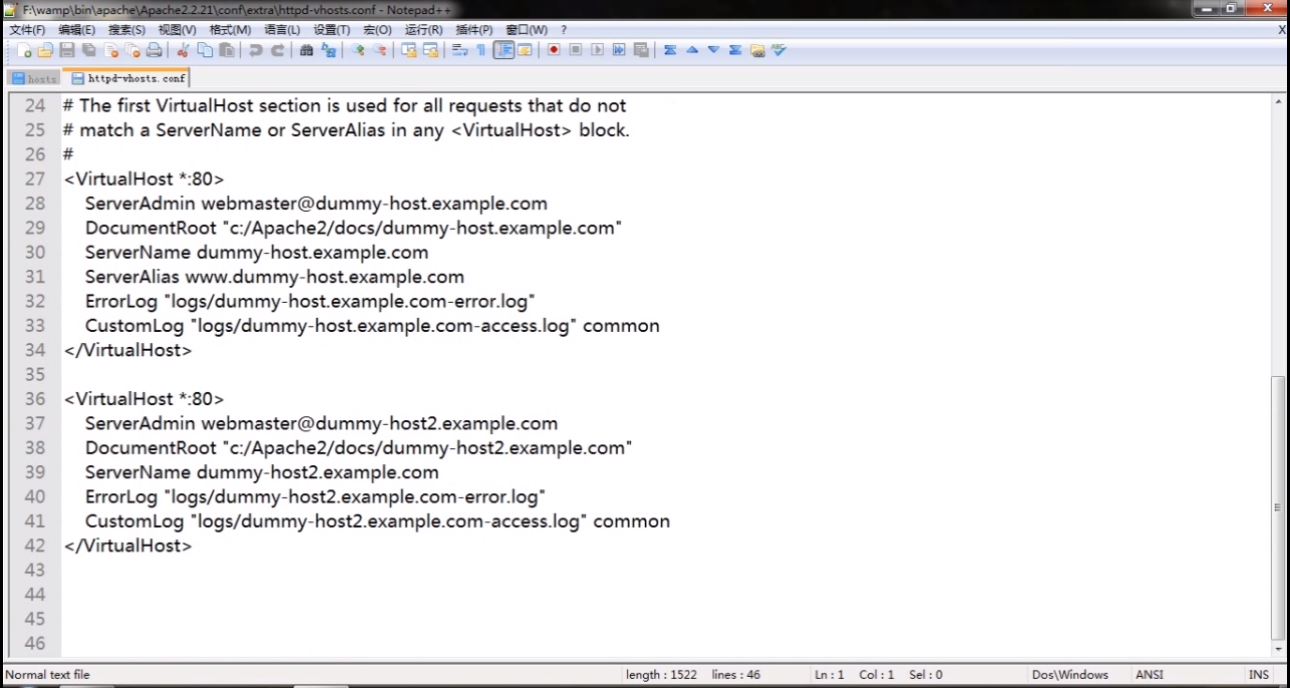 F:\wamp\bin\apache\Apache2.2.21\conf\extra\httpd-vhosts.conf - Notepad++
文件(F) 编辑(E) 搜索(S) 视图(V) 格式(M) 语言(L) 设置(T) 宏(O) 运行(R) 插件(P) 窗口(W) ? X
hosts httpd-vhosts.conf
24 # The first VirtualHost section is used for all requests that do not
25 # match a ServerName or ServerAlias in any <VirtualHost> block.
26 #
27 <VirtualHost *:80>
28 ServerAdmin webmaster@dummy-host.example.com
29 DocumentRoot "c:/Apache2/docs/dummy-host.example.com"
30 ServerName dummy-host.example.com
31 ServerAlias www.dummy-host.example.com
32 ErrorLog "logs/dummy-host.example.com-error.log"
33 CustomLog "logs/dummy-host.example.com-access.log" common
34 </VirtualHost>
35
36 <VirtualHost *:80>
37 ServerAdmin webmaster@dummy-host2.example.com
38 DocumentRoot "c:/Apache2/docs/dummy-host2.example.com"
39 ServerName dummy-host2.example.com
40 ErrorLog "logs/dummy-host2.example.com-error.log"
41 CustomLog "logs/dummy-host2.example.com-access.log" common
42 </VirtualHost>
43
44
45
46
Normal text file length : 1522 lines : 46 Ln : 1 Col : 1 Sel : 0 Dos\Windows ANSI INS